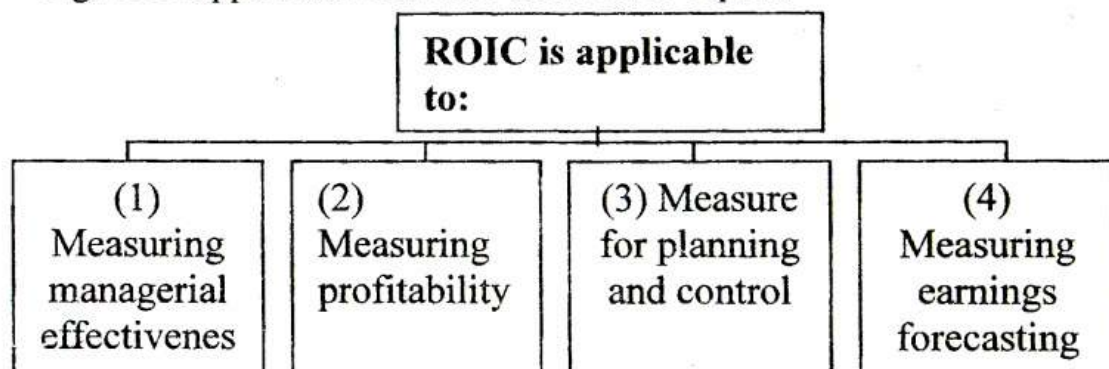 ROIC is applicable
to:
(1)
Measuring
managerial
effectivenes
(2)
Measuring
profitability
(3) Measure
for planning
and control
(4)
Measuring
earnings
forecasting